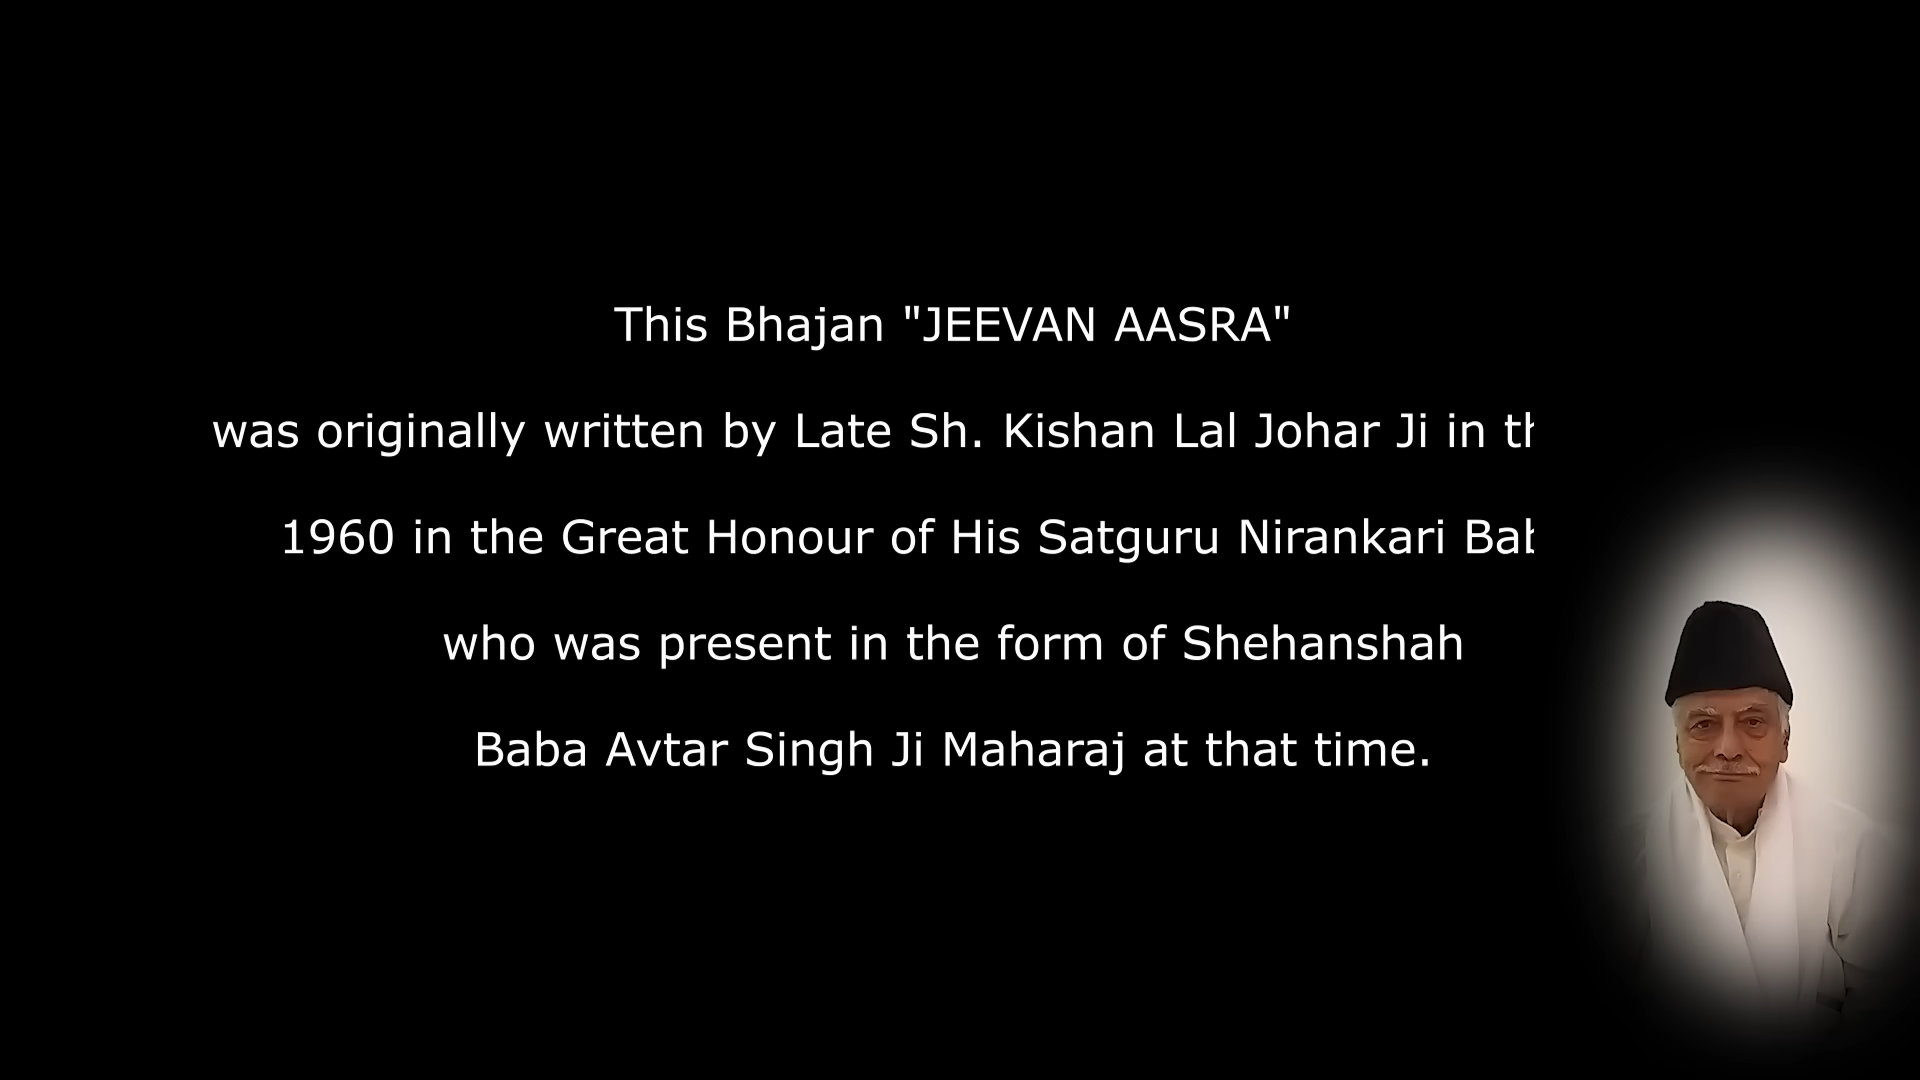 This Bhajan "JEEVAN AASRA"
was originally written by Late Sh. Kishan Lal Johar Ji in
1960 in the Great Honour of His Satguru Nirankari
who was present in the form of Shehanshah
Baba Avtar Singh Ji Maharaj at that time.